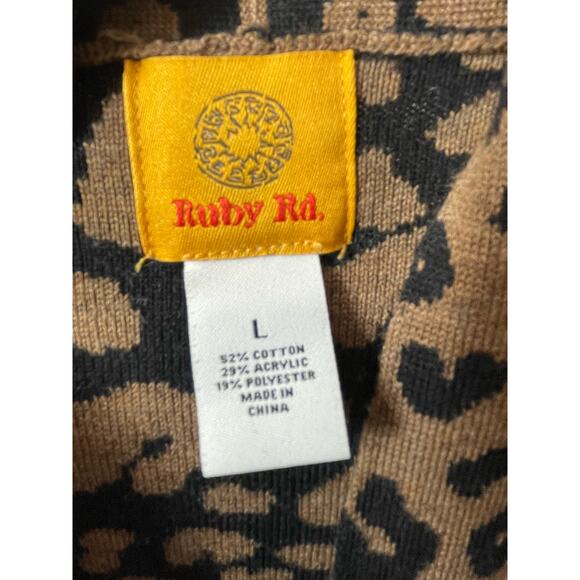 Ruby Rd.
L
52% COTTON
29% ACRYLIC
19% POLYESTER
MADE IN
CHINA